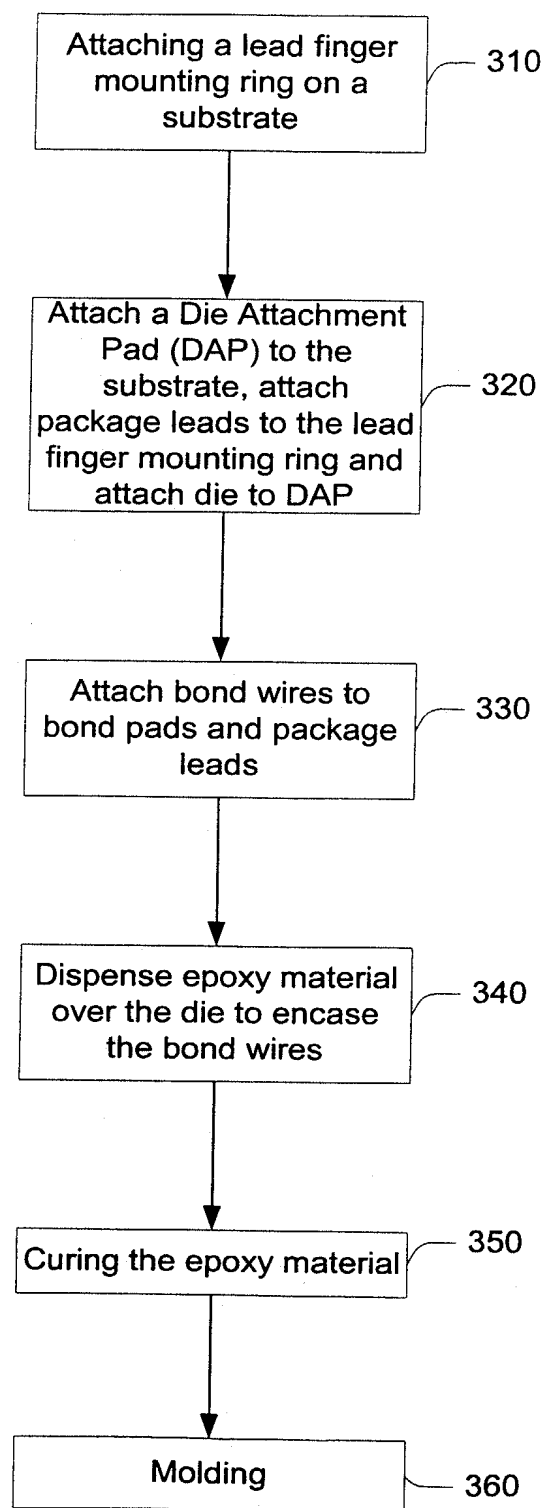 Attaching a lead finger
mounting ring on a
substrate
310
Attach a Die Attachment
Pad (DAP) to the
substrate, attach
package leads to the lead
finger mounting ring and
attach die to DAP
320
Attach bond wires to
bond pads and package
leads
330
Dispense epoxy material
over the die to encase
the bond wires
340
Curing the epoxy material
350
Molding
360